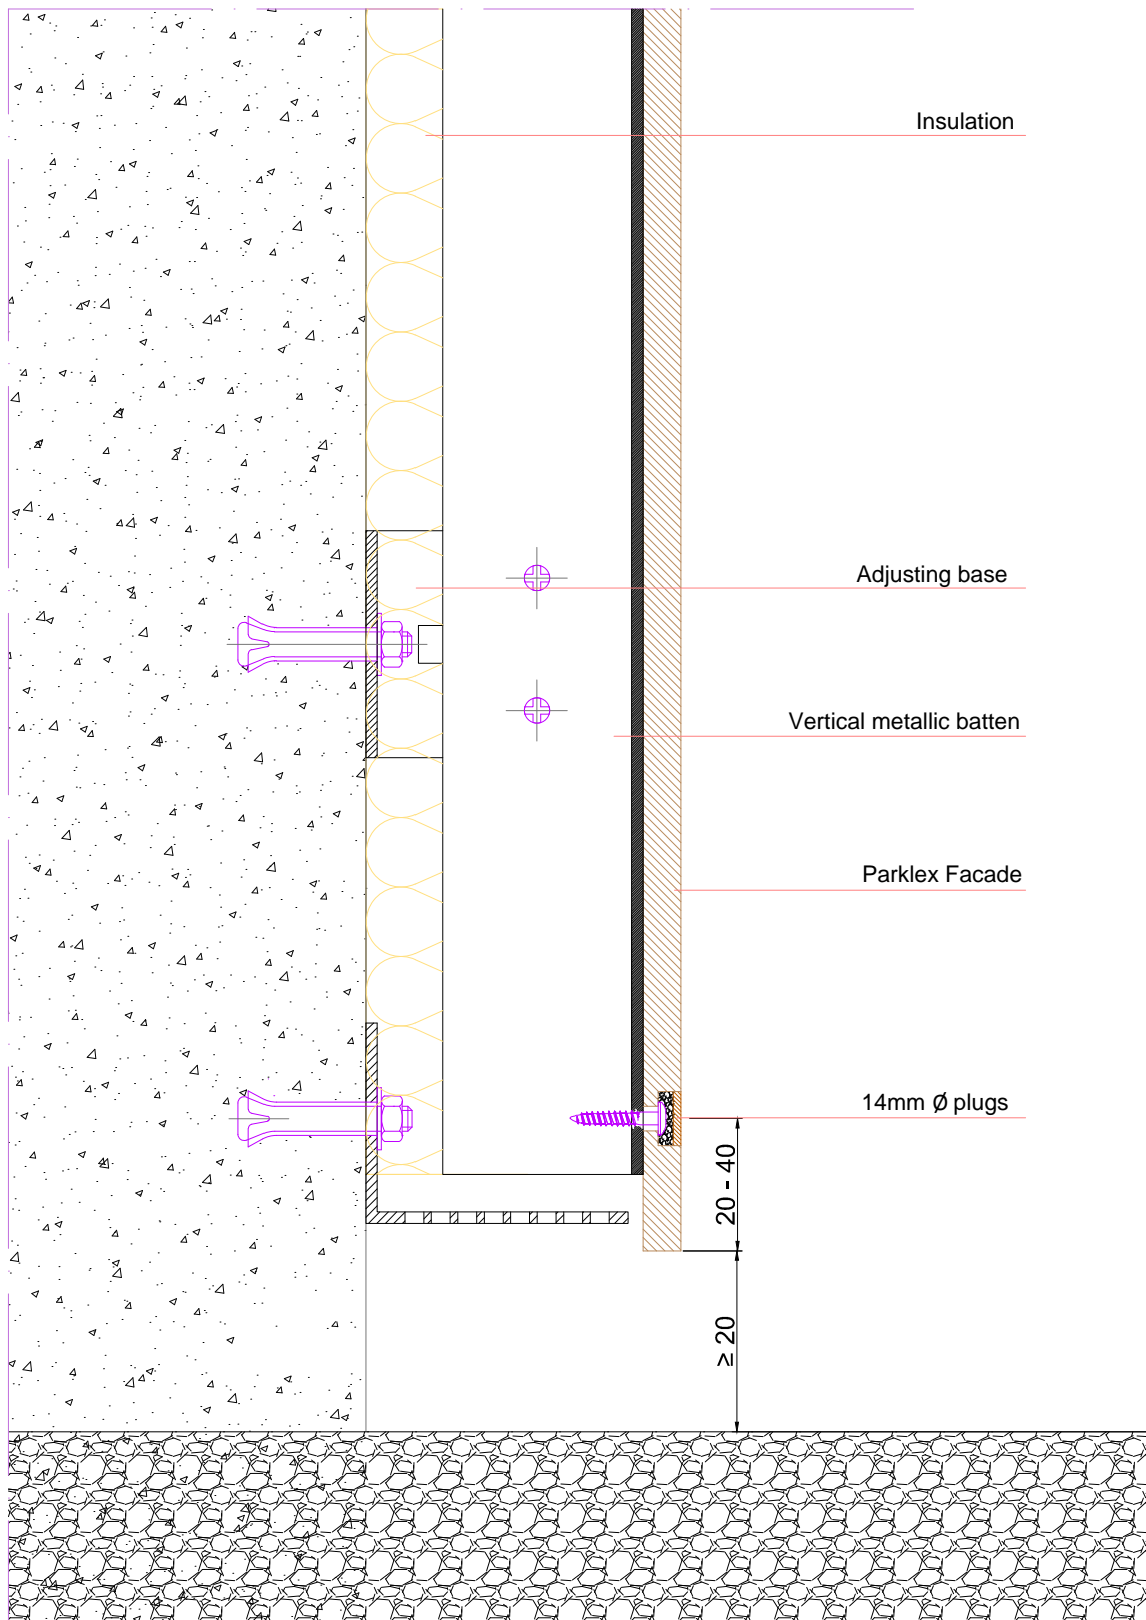 Insulation
Adjusting base
Vertical metallic batten
Parklex Facade
14mm Ø plugs
20 - 40
≥ 20